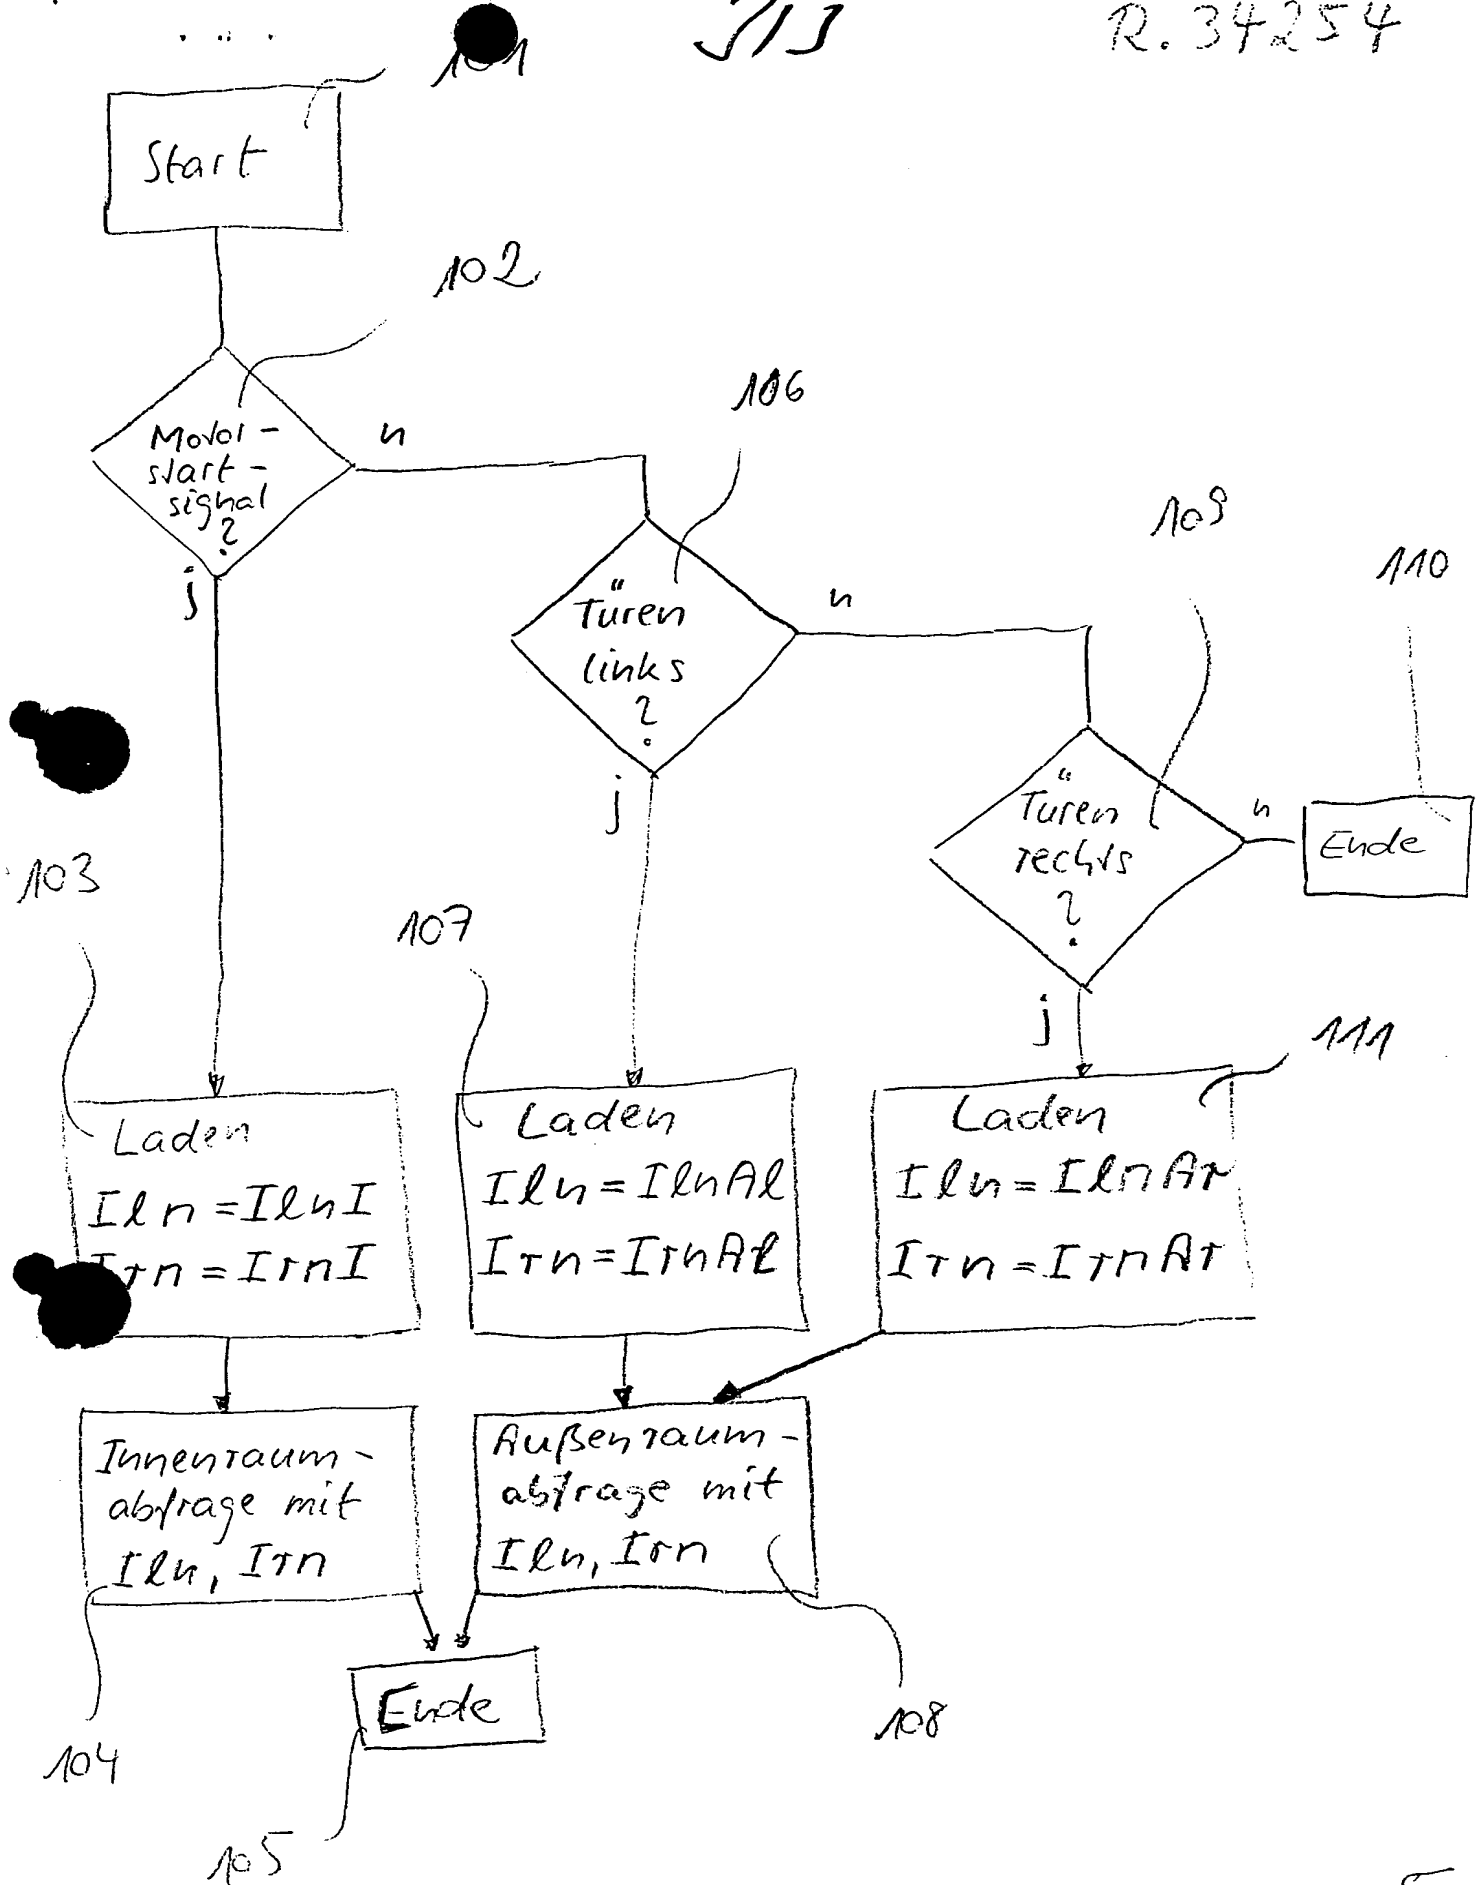 3/3
R. 34254
101
Start
102
Motor-
start-
signal
?
n
j
106
Türen
links
?
n
j
109
Türen
rechts
?
n
j
110
Ende
103
Laden
Iln = IlnI
Irn = IrnI
107
Laden
Iln = IlnAl
Irn = IrnAl
111
Laden
Iln = IlnAr
Irn = IrnAr
Innenraum-
abfrage mit
Iln, Irn
104
Außenraum-
abfrage mit
Iln, Irn
108
Ende
105